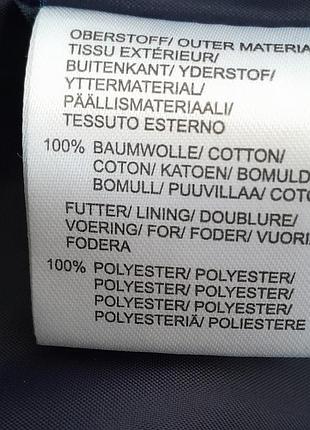 OBERSTOFF/ OUTER MATERIA
TISSU EXTÉRIEUR/
BUITENKANT/ YDERSTOF/
YTTERMATERIAL/
PÄÄLLISMATERIAALI/
TESSUTO ESTERNO
100% BAUMWOLLE/ COTTON/
COTON/ KATOEN/ BOMULD
BOMULL/ PUUVILLAA/ COTO
FUTTER/ LINING/ DOUBLURE/
VOERING/ FOR/ FODER/ VUORI
FODERA
100% POLYESTER/ POLYESTER/
POLYESTER/ POLYESTER/
POLYESTER/ POLYESTER/
POLYESTERIÄ/ POLIESTERE